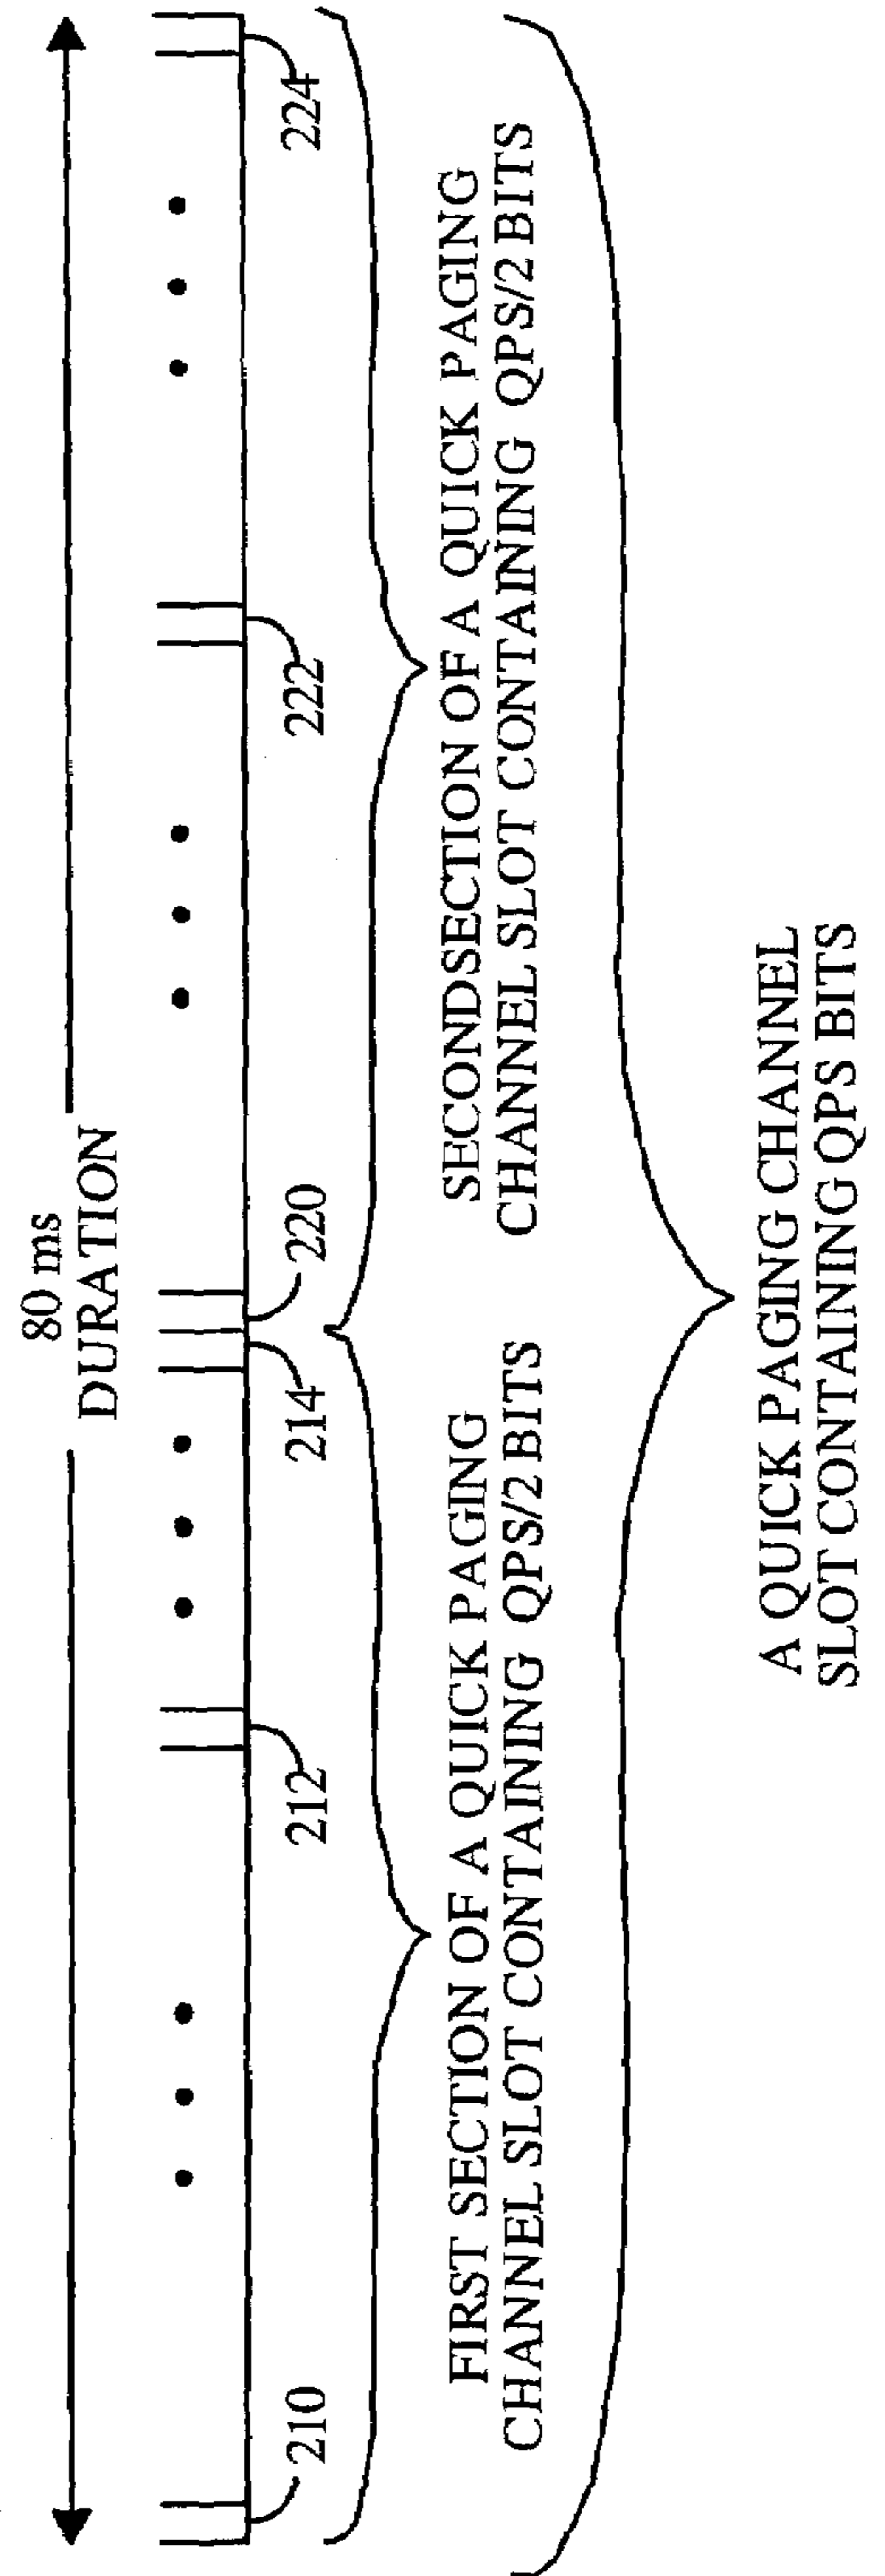 80 ms
DURATION
210
212
214
220
222
224
FIRST SECTION OF A QUICK PAGING
CHANNEL SLOT CONTAINING QPS/2 BITS
SECONDSECTION OF A QUICK PAGING
CHANNEL SLOT CONTAINING QPS/2 BITS
A QUICK PAGING CHANNEL
SLOT CONTAINING QPS BITS